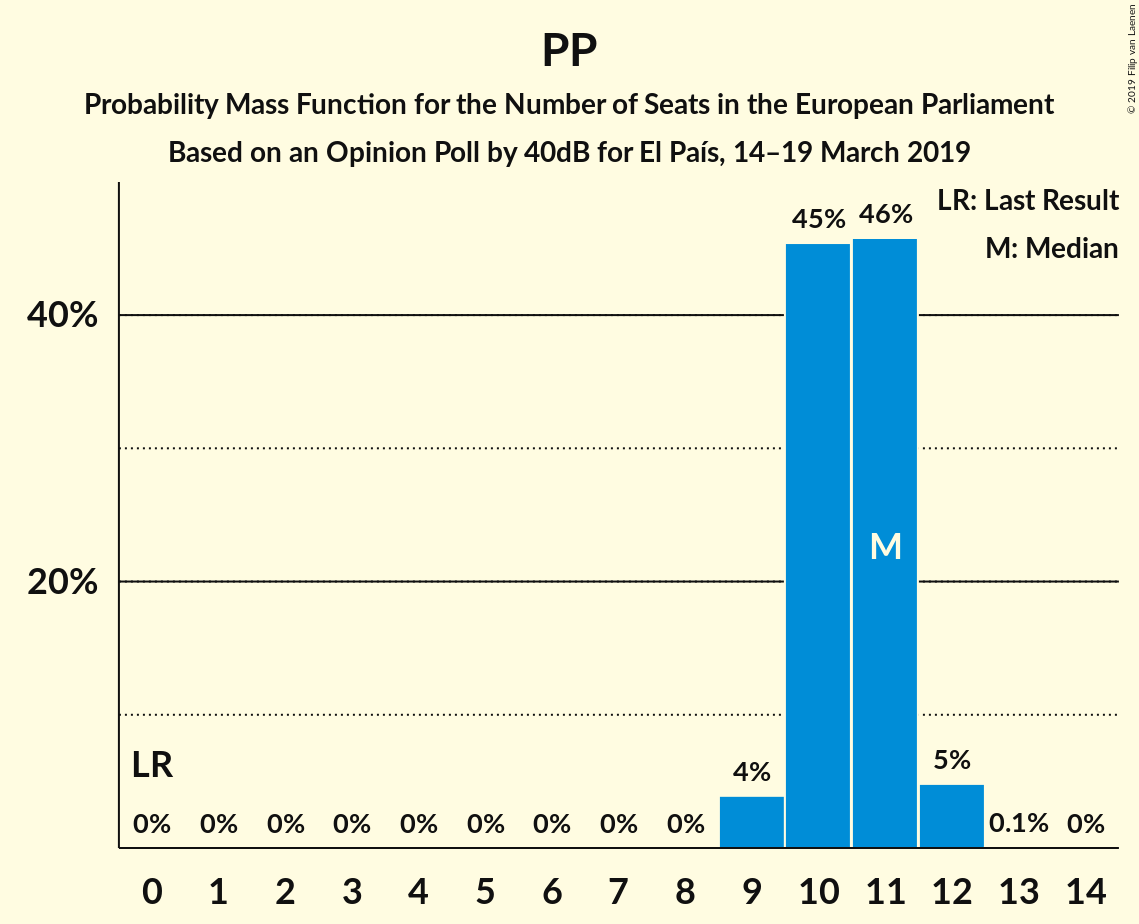 PP
Probability Mass Function for the Number of Seats in the European Parliament
Based on an Opinion Poll by 40dB for El País, 14–19 March 2019
© 2019 Filip van Laenen
LR: Last Result
M: Median
45% 46%
40%
M
20%
LR
4% 5%
0% 0% 0% 0% 0% 0% 0% 0% 0% 0.1% 0%
0 1 2 3 4 5 6 7 8 9 10 11 12 13 14